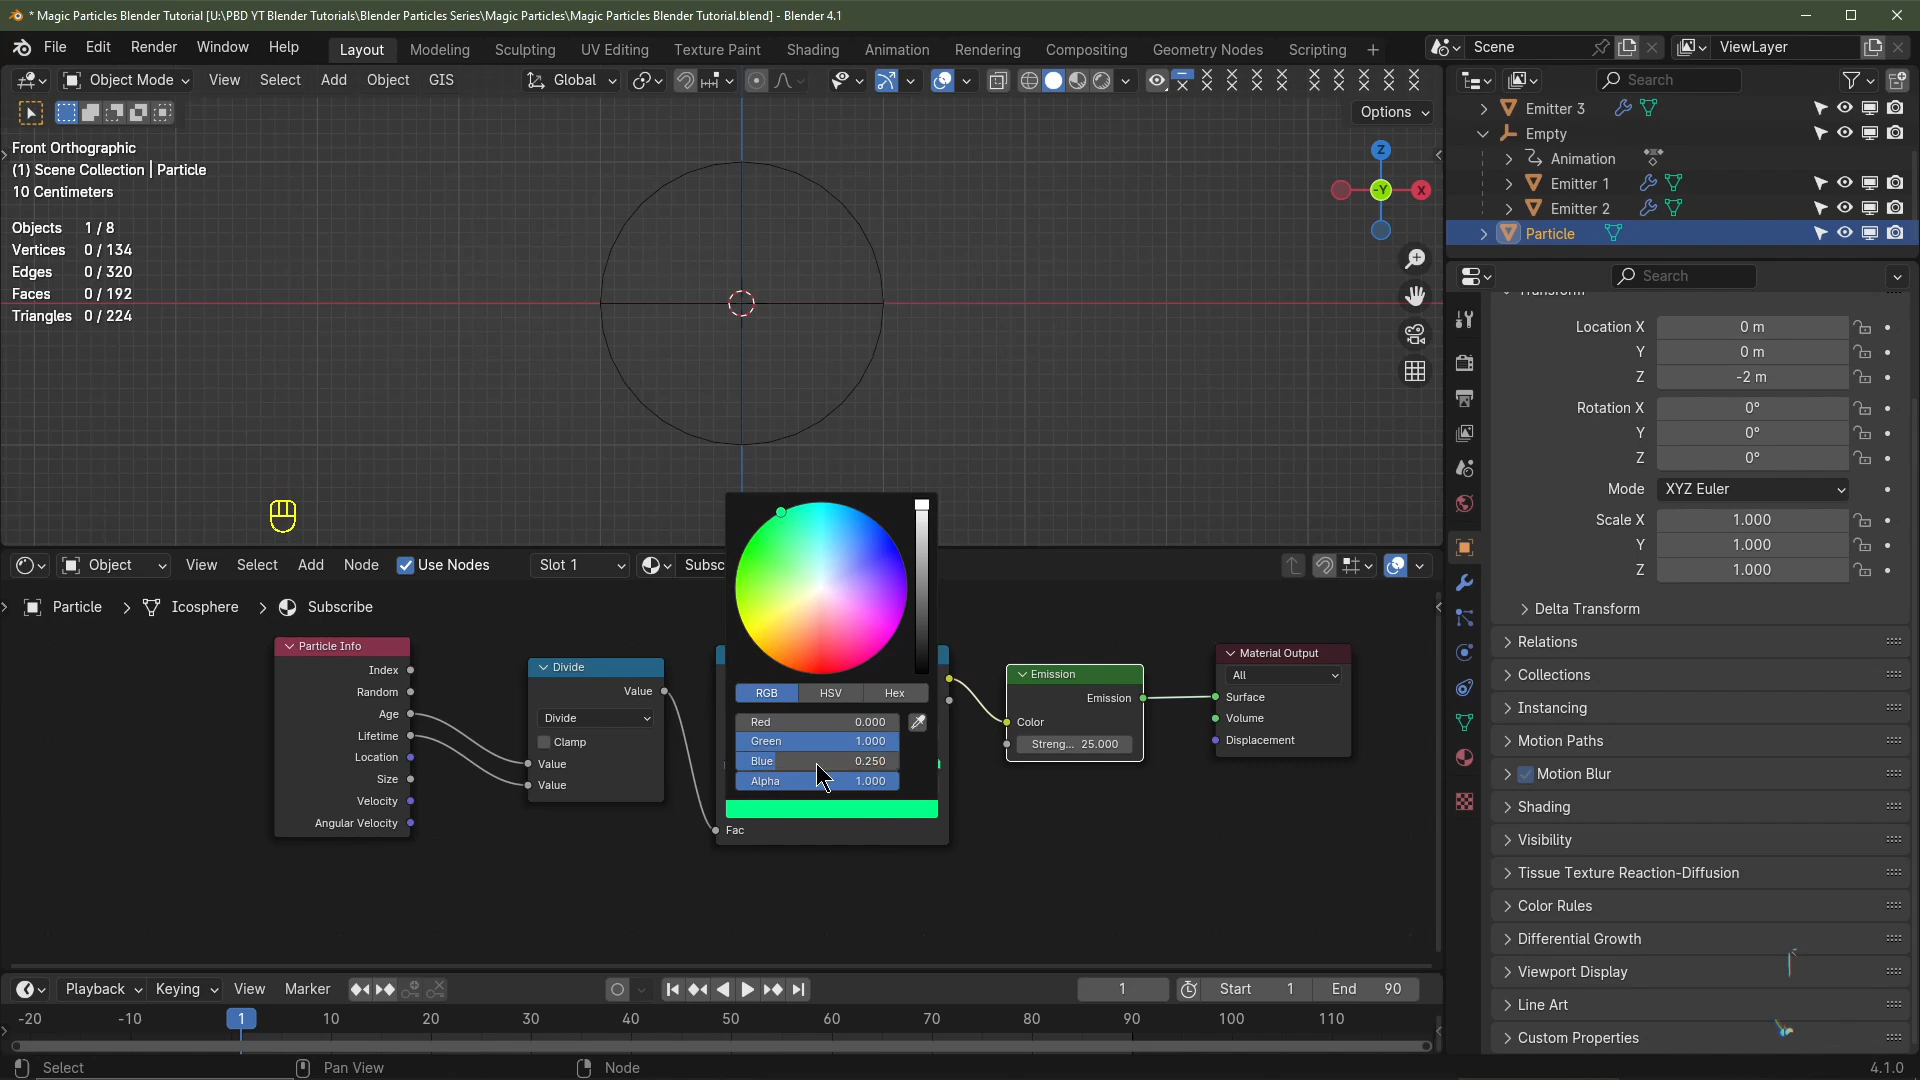 * Magic Particles Blender Tutorial [U:\PBD YT Blender Tutorials\Blender Particles Series\Magic Particles\Magic Particles Blender Tutorial.blend] - Blender 4.1
File Edit Render Window Help Layout Modeling Sculpting UV Editing Texture Paint Shading Animation Rendering Compositing Geometry Nodes Scripting + Scene ViewLayer
Object Mode View Select Add Object GIS Global Search
Options
Front Orthographic
(1) Scene Collection | Particle
10 Centimeters
Objects 1 / 8
Vertices 0 / 134
Edges 0 / 320
Faces 0 / 192
Triangles 0 / 224
Z
-Y
X
Emitter 3
Empty
Animation
Emitter 1
Emitter 2
Particle
Search
Transform
Location X 0 m
Y 0 m
Z -2 m
Rotation X 0°
Y 0°
Z 0°
Mode XYZ Euler
Scale X 1.000
Y 1.000
Z 1.000
Delta Transform
Relations
Collections
Instancing
Motion Paths
Motion Blur
Shading
Visibility
Tissue Texture Reaction-Diffusion
Color Rules
Differential Growth
Viewport Display
Line Art
Custom Properties
Object View Select Add Node Use Nodes Slot 1 Subsc
Particle > Icosphere > Subscribe
Particle Info
Index
Random
Age
Lifetime
Location
Size
Velocity
Angular Velocity
Divide
Value
Divide
Clamp
Value
Value
RGB HSV Hex
Red 0.000
Green 1.000
Blue 0.250
Alpha 1.000
Fac
Emission
Emission
Color
Streng... 25.000
Material Output
All
Surface
Volume
Displacement
Playback Keying View Marker 1 Start 1 End 90
-20 -10 1 10 20 30 40 50 60 70 80 90 100 110
Select Pan View Node 4.1.0